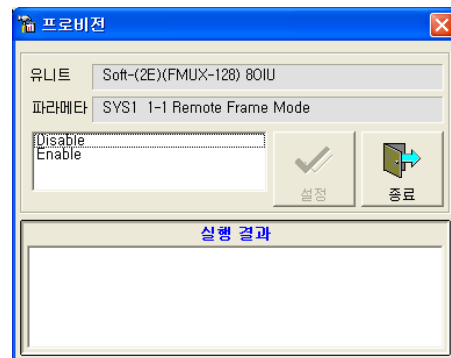 프로비전
유니트 Soft-(2E)(FMUX-128) 8OIU
파라메타 SYS1 1-1 Remote Frame Mode
Disable
Enable
설정
종료
실행 결과